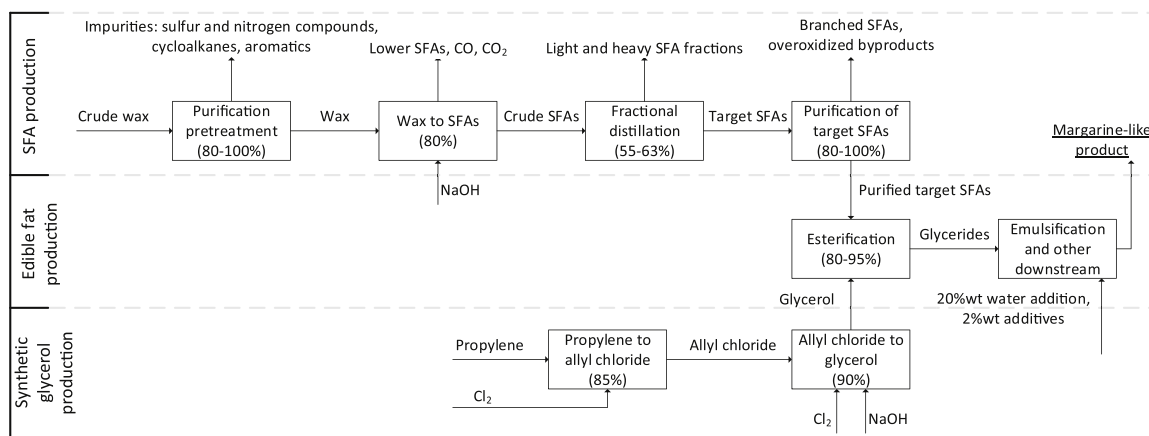 SFA production
Impurities: sulfur and nitrogen compounds,
cycloalkanes, aromatics
Lower SFAs, CO, CO₂
Light and heavy SFA fractions
Branched SFAs,
overoxidized byproducts
Crude wax
Purification
pretreatment
(80-100%)
Wax
Wax to SFAs
(80%)
Crude SFAs
Fractional
distillation
(55-63%)
Target SFAs
Purification of
target SFAs
(80-100%)
Margarine-like
product
NaOH
Purified target SFAs
Edible fat
production
Esterification
(80-95%)
Glycerides
Emulsification
and other
downstream
Glycerol
20%wt water addition,
2%wt additives
Synthetic
glycerol
production
Propylene
Propylene to
allyl chloride
(85%)
Allyl chloride
Allyl chloride to
glycerol
(90%)
Cl₂
Cl₂
NaOH